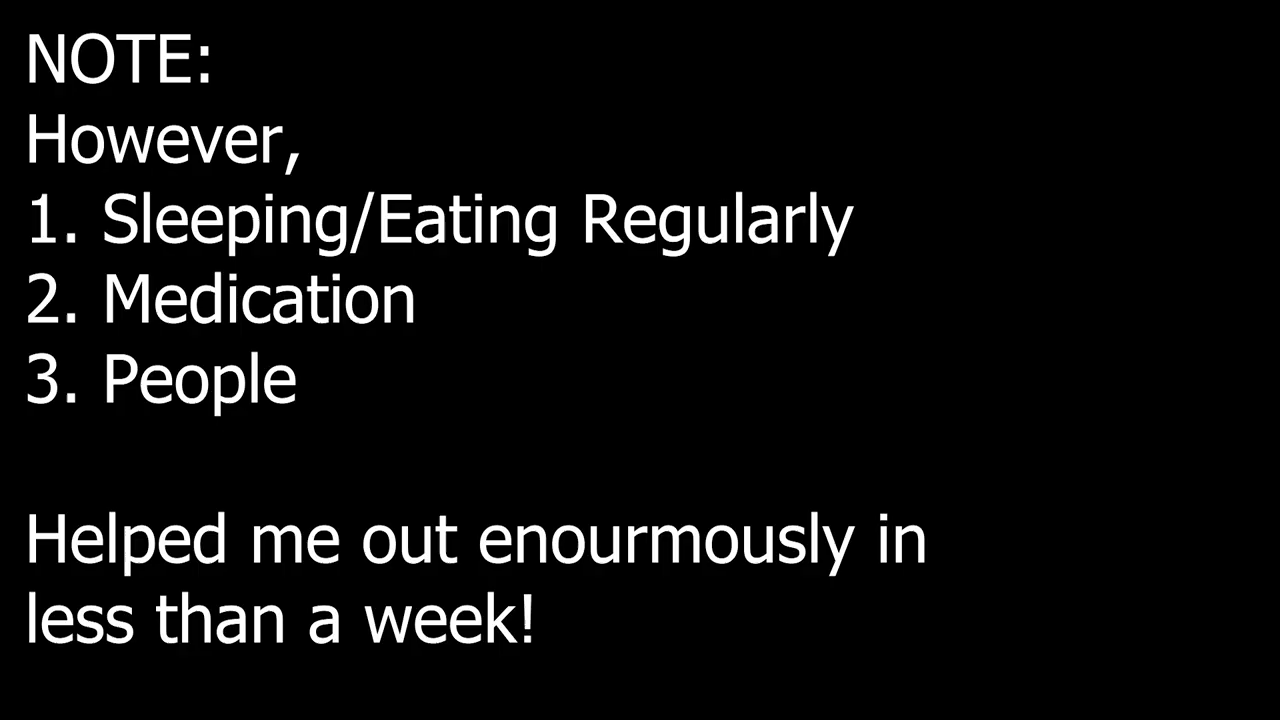 NOTE:
However,
1. Sleeping/Eating Regularly
2. Medication
3. People
Helped me out enourmously in
less than a week!